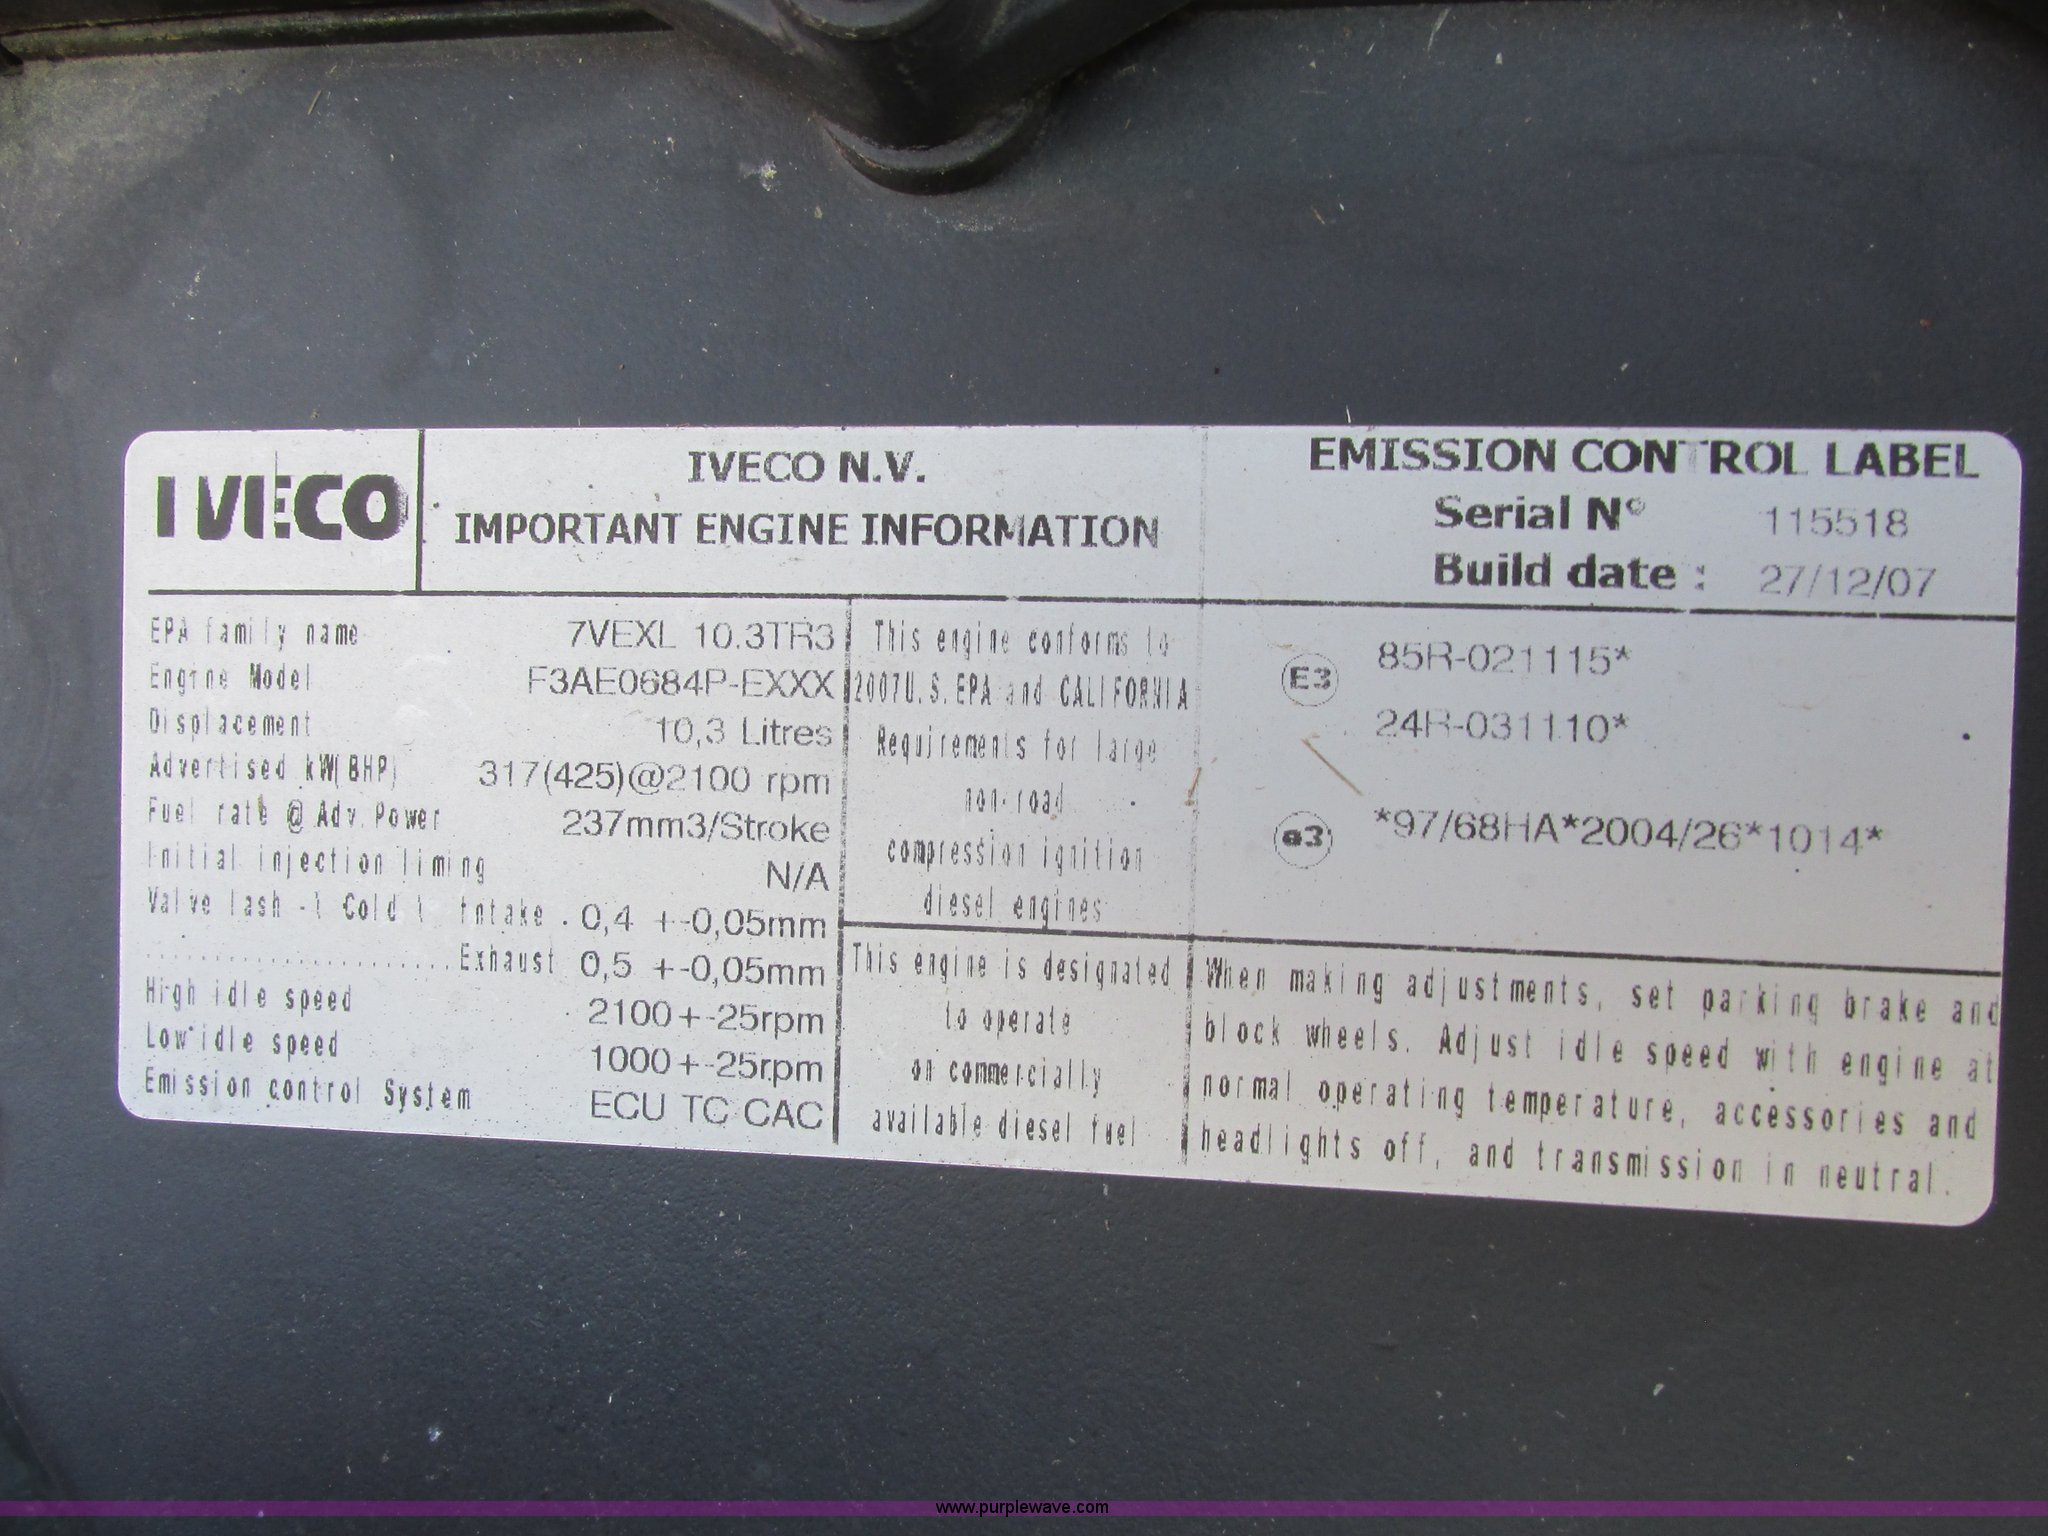 IVECO
IVECO N.V.
IMPORTANT ENGINE INFORMATION
EMISSION CONTROL LABEL
Serial N° 115518
Build date : 27/12/07
EPA family name 7VEXL 10.3TR3
Engine Model F3AE0684P-EXXX
Displacement 10,3 Litres
Advertised kW(BHP) 317(425)@2100 rpm
Fuel rate @ Adv.Power 237mm3/Stroke
Initial injection timing N/A
Valve lash - ( Cold ) Intake . 0,4 +-0,05mm
.......................Exhaust 0,5 +-0,05mm
High idle speed 2100+-25rpm
Low idle speed 1000+-25rpm
Emission control System ECU TC CAC
This engine conforms to
2007U.S.EPA and CALIFORNIA
Requirements for large
non-road
compression ignition
diesel engines
This engine is designated
to operate
on commercially
available diesel fuel
E3 85R-021115*
24R-031110*
e3 *97/68HA*2004/26*1014*
When making adjustments, set parking brake and
block wheels. Adjust idle speed with engine at
normal operating temperature, accessories and
headlights off, and transmission in neutral.
www.purplewave.com